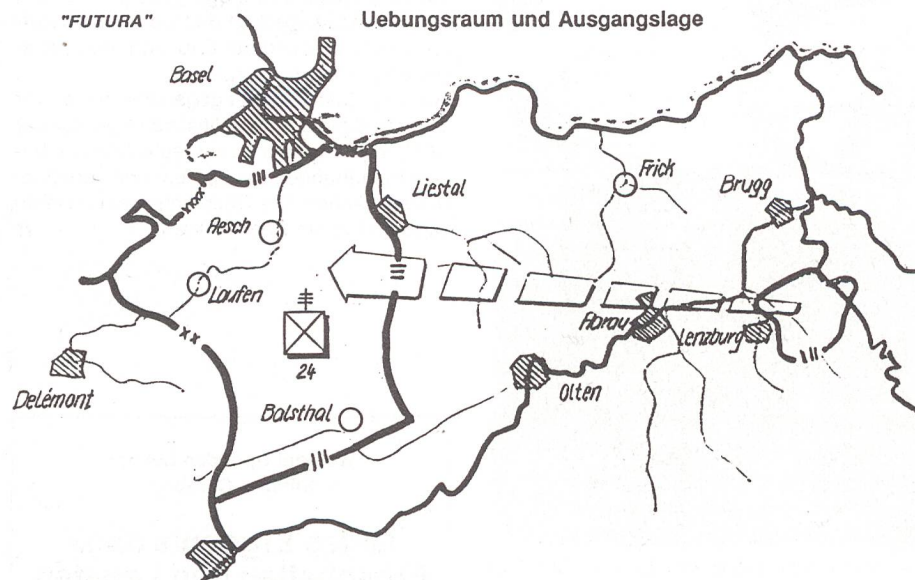 "FUTURA" Uebungsraum und Ausgangslage
Basel
Frick
Liestal
Brugg
Aesch
Laufen
Aarau
Lenzburg
24
Delémont
Olten
Balsthal